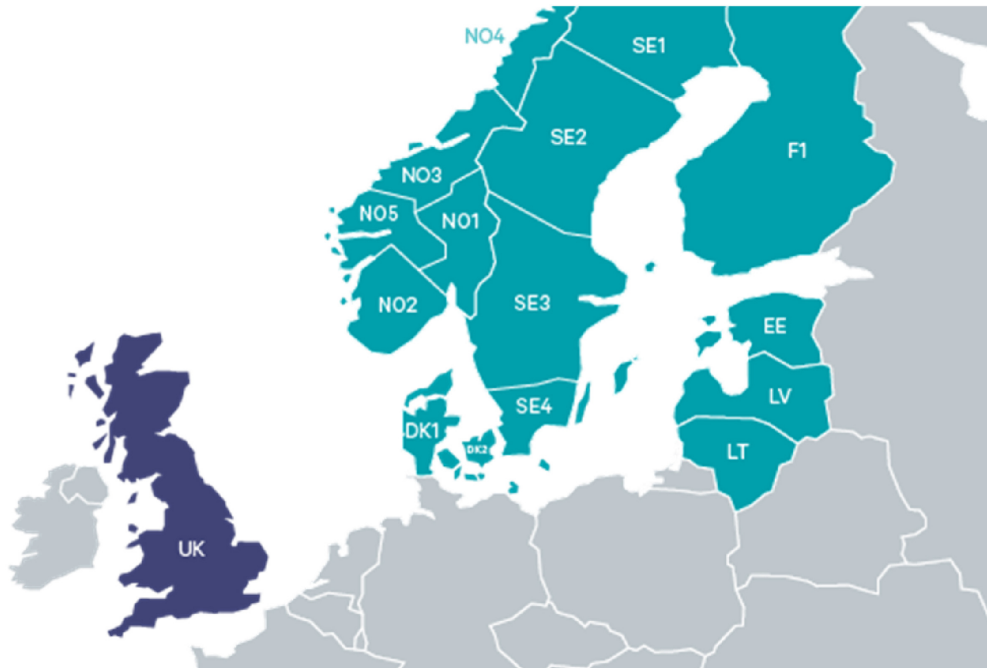 NO4
SE1
SE2
F1
NO3
NO5
NO1
NO2
SE3
EE
LV
SE4
DK1
DK2
LT
UK